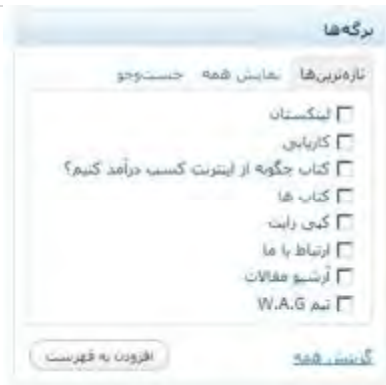 برگه‌ها
تازه‌ترین‌ها نمایش همه جست‌وجو
لینکستان
کاریابی
کتاب چگونه از اینترنت کسب درآمد کنیم؟
کتاب ها
کپی رایت
ارتباط با ما
آرشیو مقالات
تیم W.A.G
گزینش همه افزودن به فهرست